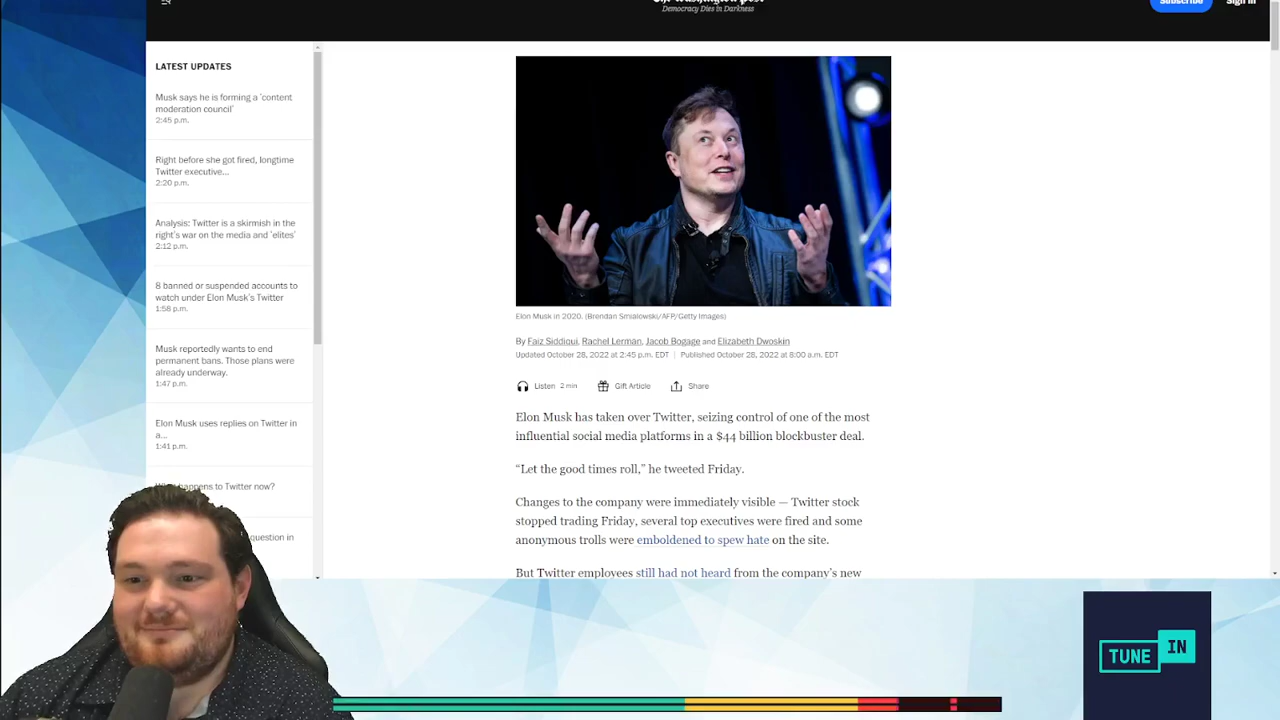 Subscribe
Sign in
Democracy Dies in Darkness
LATEST UPDATES
Musk says he is forming a 'content
moderation council'
2:45 p.m.
Right before she got fired, longtime
Twitter executive...
2:20 p.m.
Analysis: Twitter is a skirmish in the
right's war on the media and 'elites'
2:12 p.m.
8 banned or suspended accounts to
watch under Elon Musk's Twitter
1:58 p.m.
Musk reportedly wants to end
permanent bans. Those plans were
already underway.
1:47 p.m.
Elon Musk uses replies on Twitter in
a...
1:41 p.m.
happens to Twitter now?
question in
Elon Musk in 2020. (Brendan Smialowski/AFP/Getty Images)
By Faiz Siddiqui, Rachel Lerman, Jacob Bogage and Elizabeth Dwoskin
Updated October 28, 2022 at 2:45 p.m. EDT | Published October 28, 2022 at 8:00 a.m. EDT
Listen 2 min Gift Article Share
Elon Musk has taken over Twitter, seizing control of one of the most
influential social media platforms in a $44 billion blockbuster deal.
“Let the good times roll,” he tweeted Friday.
Changes to the company were immediately visible — Twitter stock
stopped trading Friday, several top executives were fired and some
anonymous trolls were emboldened to spew hate on the site.
But Twitter employees still had not heard from the company’s new
TUNE IN